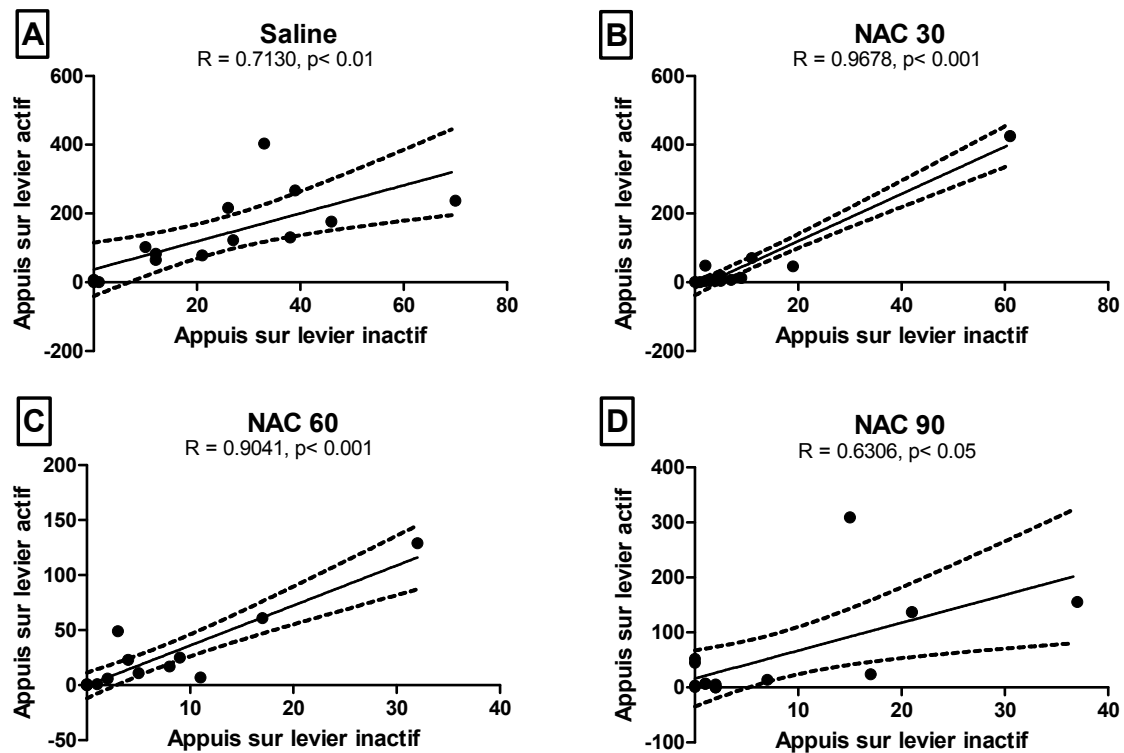 A
Saline
R = 0.7130, p< 0.01
600
400
200
0
-200
20
40
60
80
Appuis sur levier actif
Appuis sur levier inactif
B
NAC 30
R = 0.9678, p< 0.001
600
400
200
0
-200
20
40
60
80
Appuis sur levier actif
Appuis sur levier inactif
C
NAC 60
R = 0.9041, p< 0.001
200
150
100
50
0
-50
10
20
30
40
Appuis sur levier actif
Appuis sur levier inactif
D
NAC 90
R = 0.6306, p< 0.05
400
300
200
100
0
-100
10
20
30
40
Appuis sur levier actif
Appuis sur levier inactif